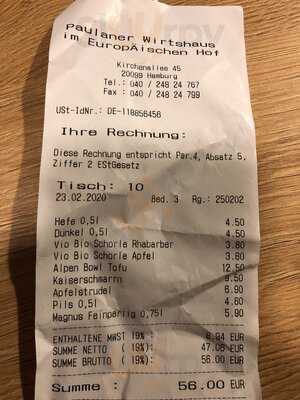 Paulaner Wirtshaus
im EuropÄischen Hof
Kirchenallee 45
20099 Hamburg
Tel.: 040 / 248 24 767
Fax : 040 / 248 24 799
USt-IdNr.: DE-118856456
Ihre Rechnung:
Diese Rechnung entspricht Par.4, Absatz 5,
Ziffer 2 EStGesetz
Tisch: 10
23.02.2020 Bed. 3 Rg.: 250202
Hefe 0,5l 4.50
Dunkel 0,5l 4.50
Vio Bio Schorle Rhabarber 3.80
Vio Bio Schorle Apfel 3.80
Alpen Bowl Tofu 12.50
Kaiserschmarrn 9.50
Apfelstrudel 6.90
Pils 0,5l 4.60
Magnus Feinperlig 0,75l 5.90
ENTHALTENE MWST 19% : 8.94 EUR
SUMME NETTO ( 19%) : 47.06 EUR
SUMME BRUTTO ( 19%) : 56.00 EUR
Summe : 56.00 EUR